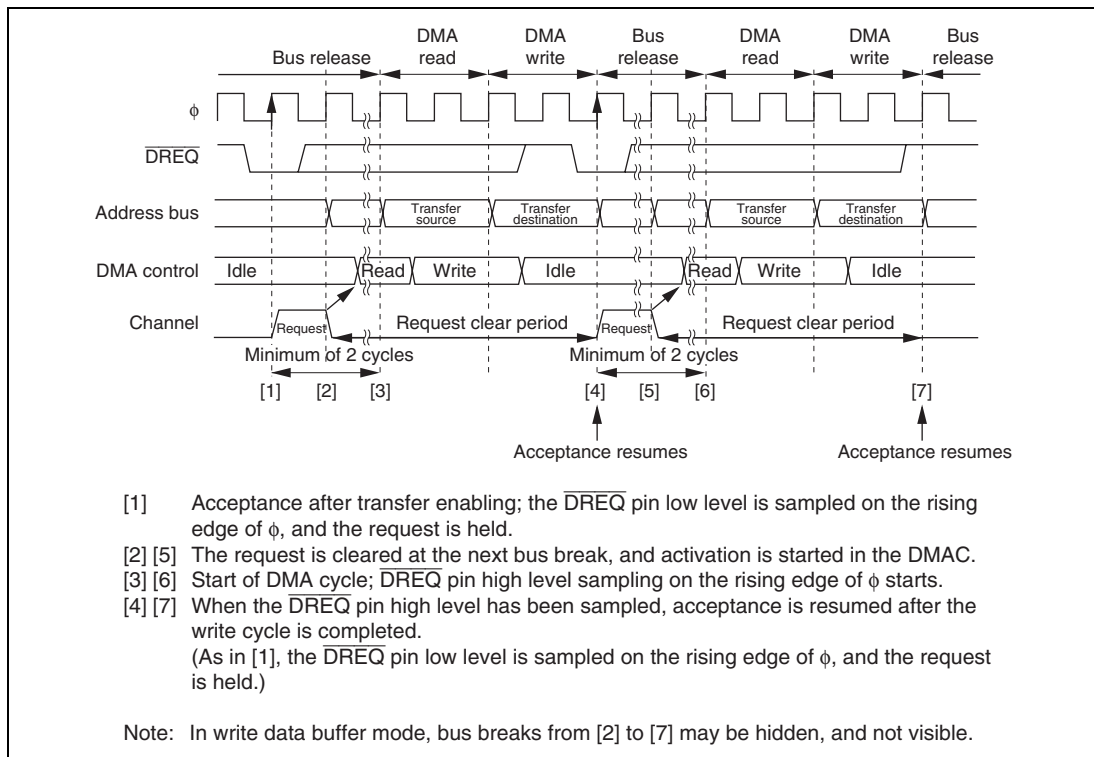 DMA DMA Bus DMA DMA Bus
Bus release read write release read write release
ϕ
DREQ
Address bus Transfer source Transfer destination Transfer source Transfer destination
DMA control Idle Read Write Idle Read Write Idle
Channel Request Request clear period Request Request clear period
Minimum of 2 cycles Minimum of 2 cycles
[1] [2] [3] [4] [5] [6] [7]
Acceptance resumes Acceptance resumes
[1] Acceptance after transfer enabling; the DREQ pin low level is sampled on the rising
edge of ϕ, and the request is held.
[2] [5] The request is cleared at the next bus break, and activation is started in the DMAC.
[3] [6] Start of DMA cycle; DREQ pin high level sampling on the rising edge of ϕ starts.
[4] [7] When the DREQ pin high level has been sampled, acceptance is resumed after the
write cycle is completed.
(As in [1], the DREQ pin low level is sampled on the rising edge of ϕ, and the request
is held.)
Note: In write data buffer mode, bus breaks from [2] to [7] may be hidden, and not visible.